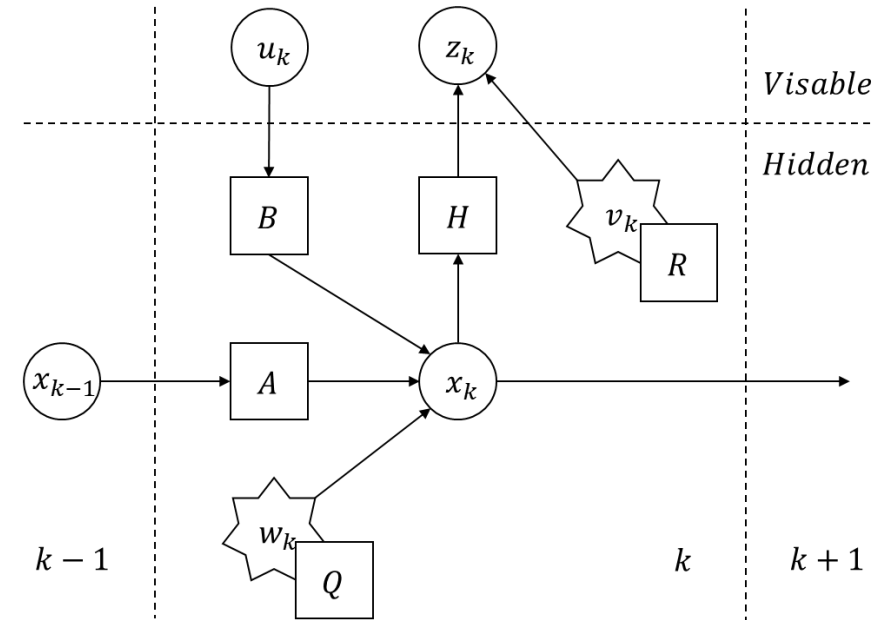 u_k
z_k
Visable
Hidden
B
H
v_k
R
x_{k-1}
A
x_k
w_k
Q
k - 1
k
k + 1